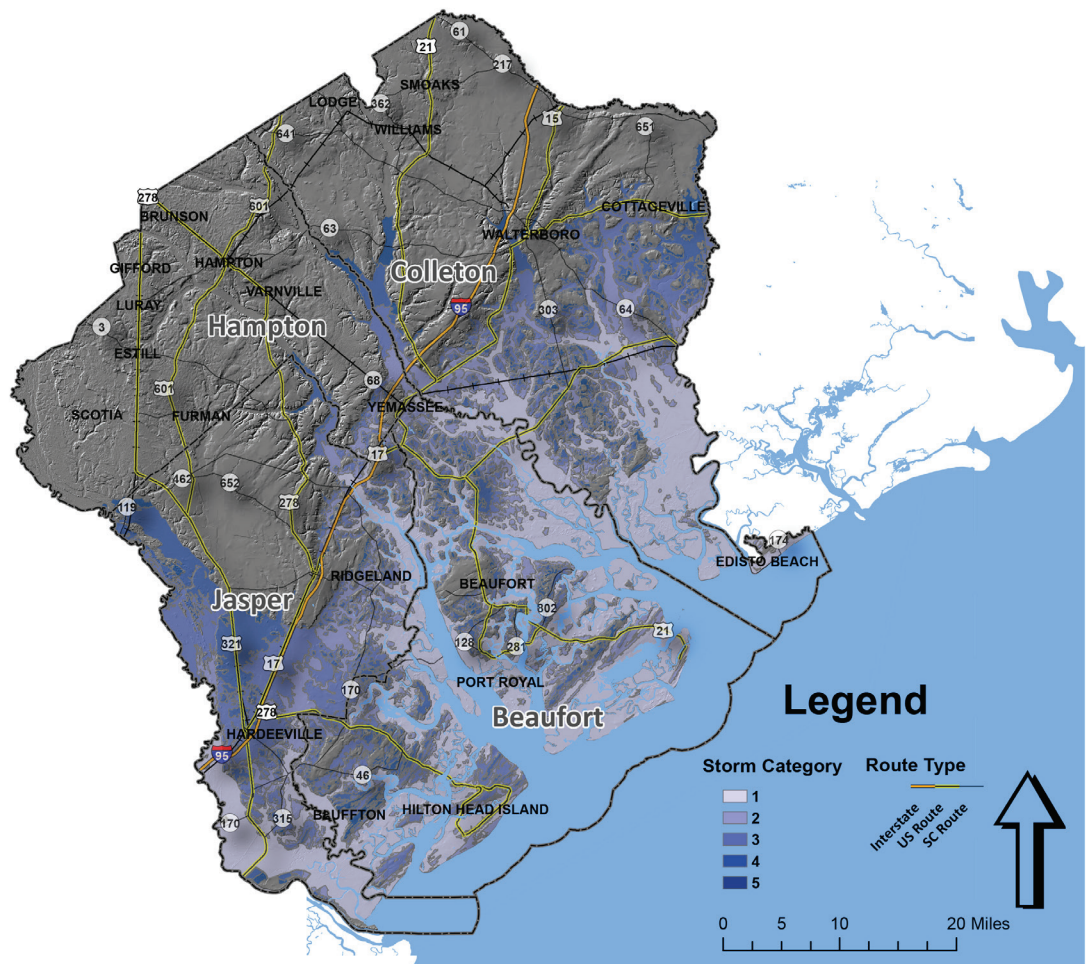 61
21
217
SMOAKS
LODGE
362
WILLIAMS
15
651
641
278
BRUNSON
601
COTTAGEVILLE
63
WALTERBORO
GIFFORD
HAMPTON
Colleton
VARNVILLE
LURAY
95
303
64
3
Hampton
ESTILL
68
601
YEMASSEE
SCOTIA
FURMAN
17
462
652
278
119
174
EDISTO BEACH
RIDGELAND
BEAUFORT
Jasper
802
21
321
128
281
17
PORT ROYAL
170
Legend
278
Beaufort
HARDEEVILLE
95
Storm Category
Route Type
46
1
HILTON HEAD ISLAND
170
315
BLUFFTON
2
Interstate
US Route
SC Route
3
4
5
0 5 10 20 Miles